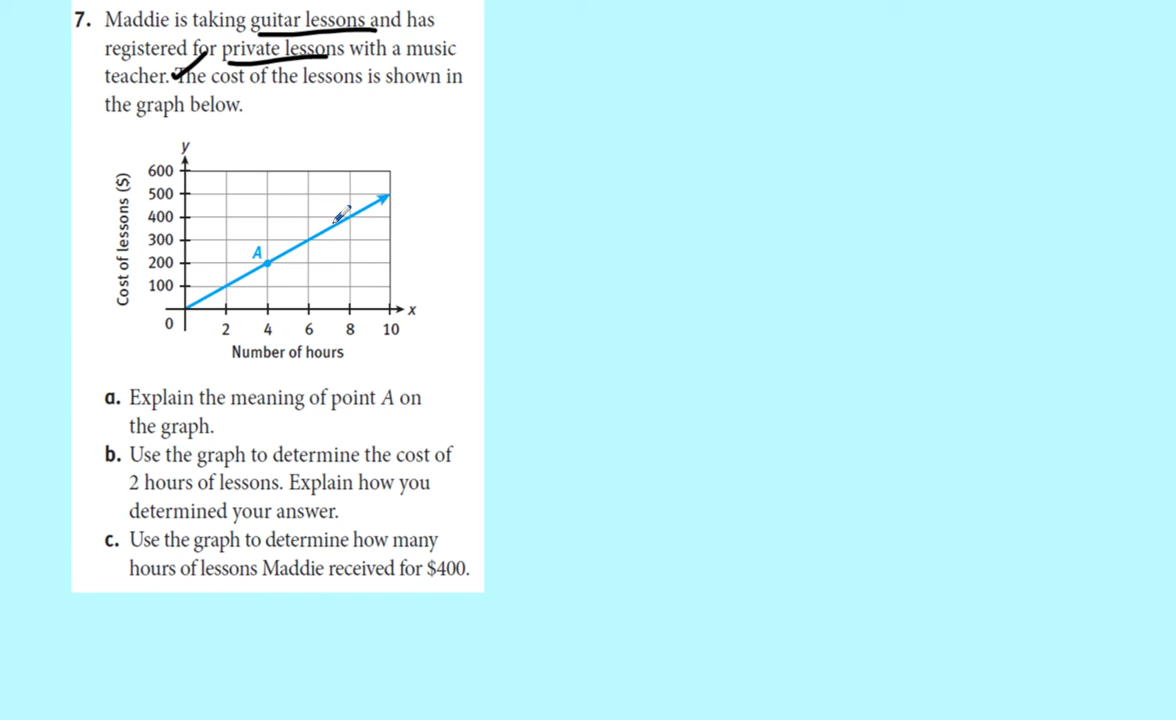 7. Maddie is taking guitar lessons and has
registered for private lessons with a music
teacher. The cost of the lessons is shown in
the graph below.
y
Cost of lessons ($)
600
500
400
300
200
100
A
0
2 4 6 8 10
x
Number of hours
a. Explain the meaning of point A on
the graph.
b. Use the graph to determine the cost of
2 hours of lessons. Explain how you
determined your answer.
c. Use the graph to determine how many
hours of lessons Maddie received for $400.